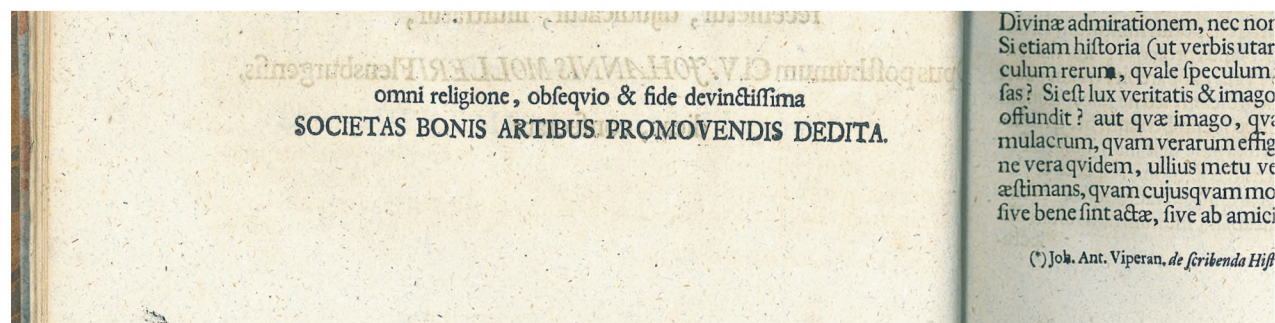 omni religione, obſeqvio & fide devinctiſſima
SOCIETAS BONIS ARTIBUS PROMOVENDIS DEDITA.
Divinæ admirationem, nec non
Si etiam hiſtoria (ut verbis utar
culum rerum, qvale ſpeculum
ſas? Si eſt lux veritatis & imago
offundit? aut qvæ imago, qva
mulacrum, qvam verarum effig
ne vera qvidem, ullius metu ve
æſtimans, qvam cujusqvam mo
ſive bene ſint actæ, ſive ab amici
(*) Joh. Ant. Viperan. de ſcribenda Hiſt